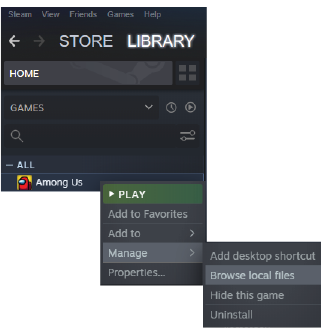 Steam View Friends Games Help
STORE LIBRARY
HOME
GAMES
ALL
Among Us
PLAY
Add to Favorites
Add to
Manage
Properties...
Add desktop shortcut
Browse local files
Hide this game
Uninstall